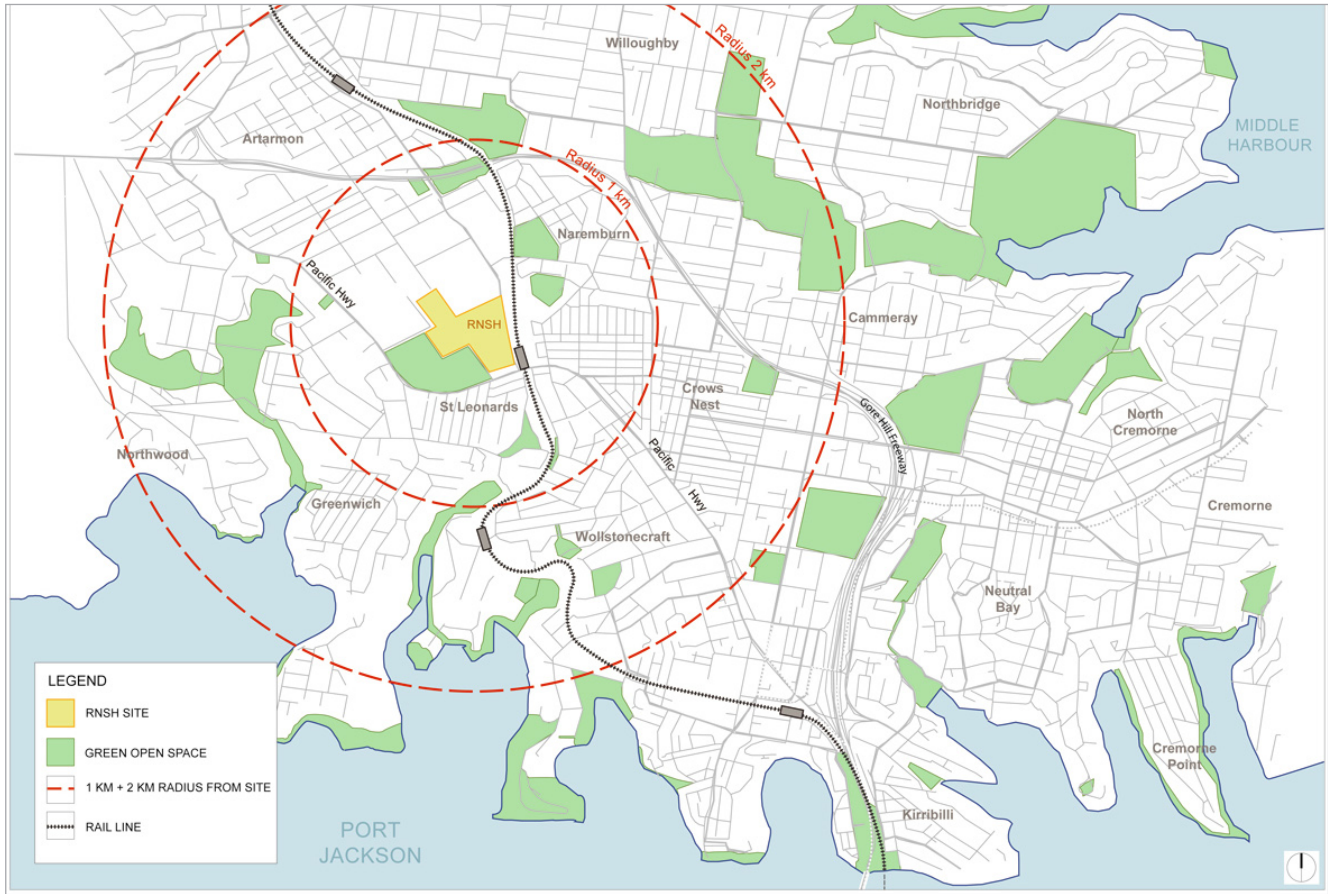 Willoughby
Radius 2 km
Northbridge
Artarmon
MIDDLE
HARBOUR
Radius 1 km
Naremburn
Pacific Hwy
RNSH
Cammeray
Crows
Nest
St Leonards
Gore Hill Freeway
North
Cremorne
Northwood
Pacific
Hwy
Greenwich
Cremorne
Wollstonecraft
Neutral
Bay
LEGEND
RNSH SITE
GREEN OPEN SPACE
1 KM + 2 KM RADIUS FROM SITE
RAIL LINE
Cremorne
Point
Kirribilli
PORT
JACKSON